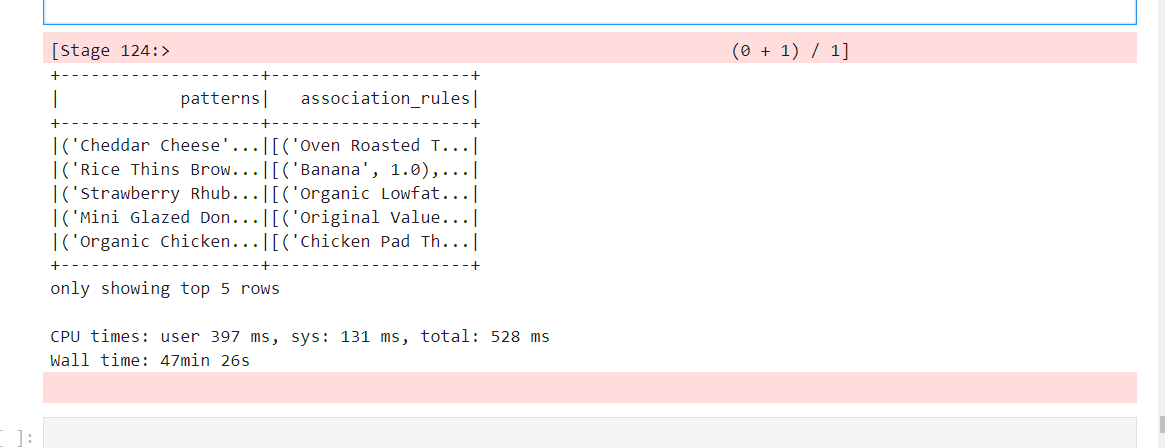 [Stage 124:>                                                        (0 + 1) / 1]
+--------------------+--------------------+
|            patterns|   association_rules|
+--------------------+--------------------+
|('Cheddar Cheese'...|[('Oven Roasted T...|
|('Rice Thins Brow...|[('Banana', 1.0),...|
|('Strawberry Rhub...|[('Organic Lowfat...|
|('Mini Glazed Don...|[('Original Value...|
|('Organic Chicken...|[('Chicken Pad Th...|
+--------------------+--------------------+
only showing top 5 rows
CPU times: user 397 ms, sys: 131 ms, total: 528 ms
Wall time: 47min 26s
[ ]: